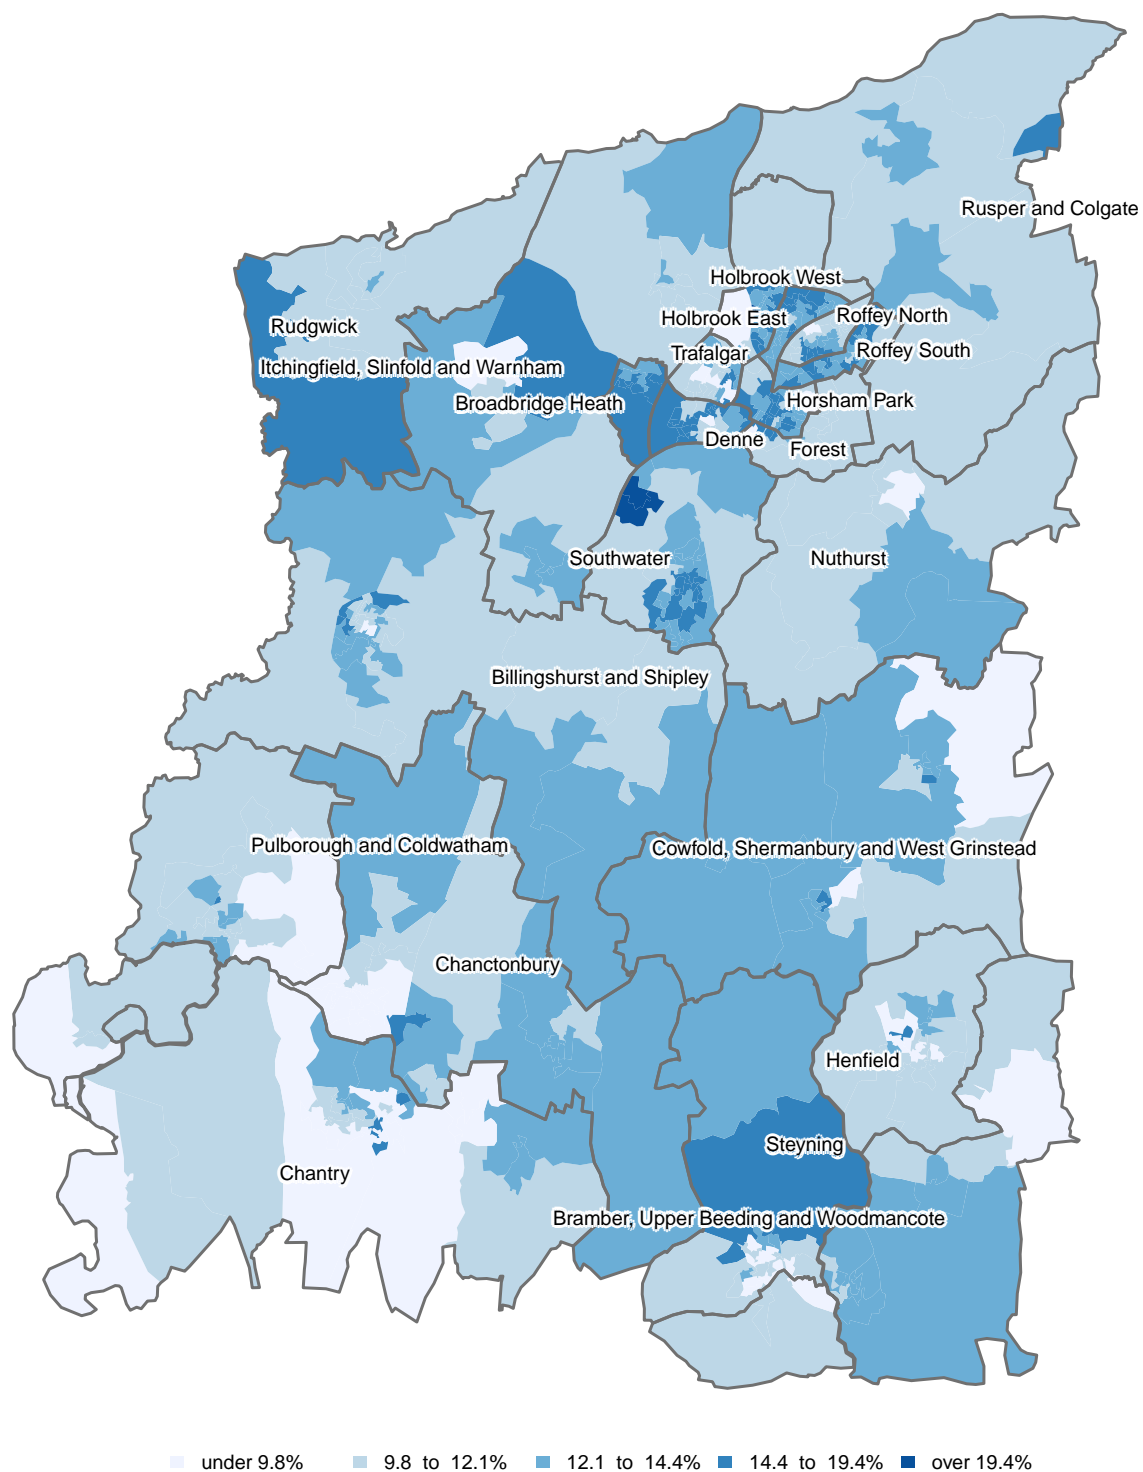 Rusper and Colgate
Holbrook West
Holbrook East
Roffey North
Rudgwick
Trafalgar
Roffey South
Itchingfield, Slinfold and Warnham
Broadbridge Heath
Horsham Park
Denne
Forest
Southwater
Nuthurst
Billingshurst and Shipley
Pulborough and Coldwatham
Cowfold, Shermanbury and West Grinstead
Chanctonbury
Henfield
Steyning
Chantry
Bramber, Upper Beeding and Woodmancote
under 9.8% 9.8 to 12.1% 12.1 to 14.4% 14.4 to 19.4% over 19.4%